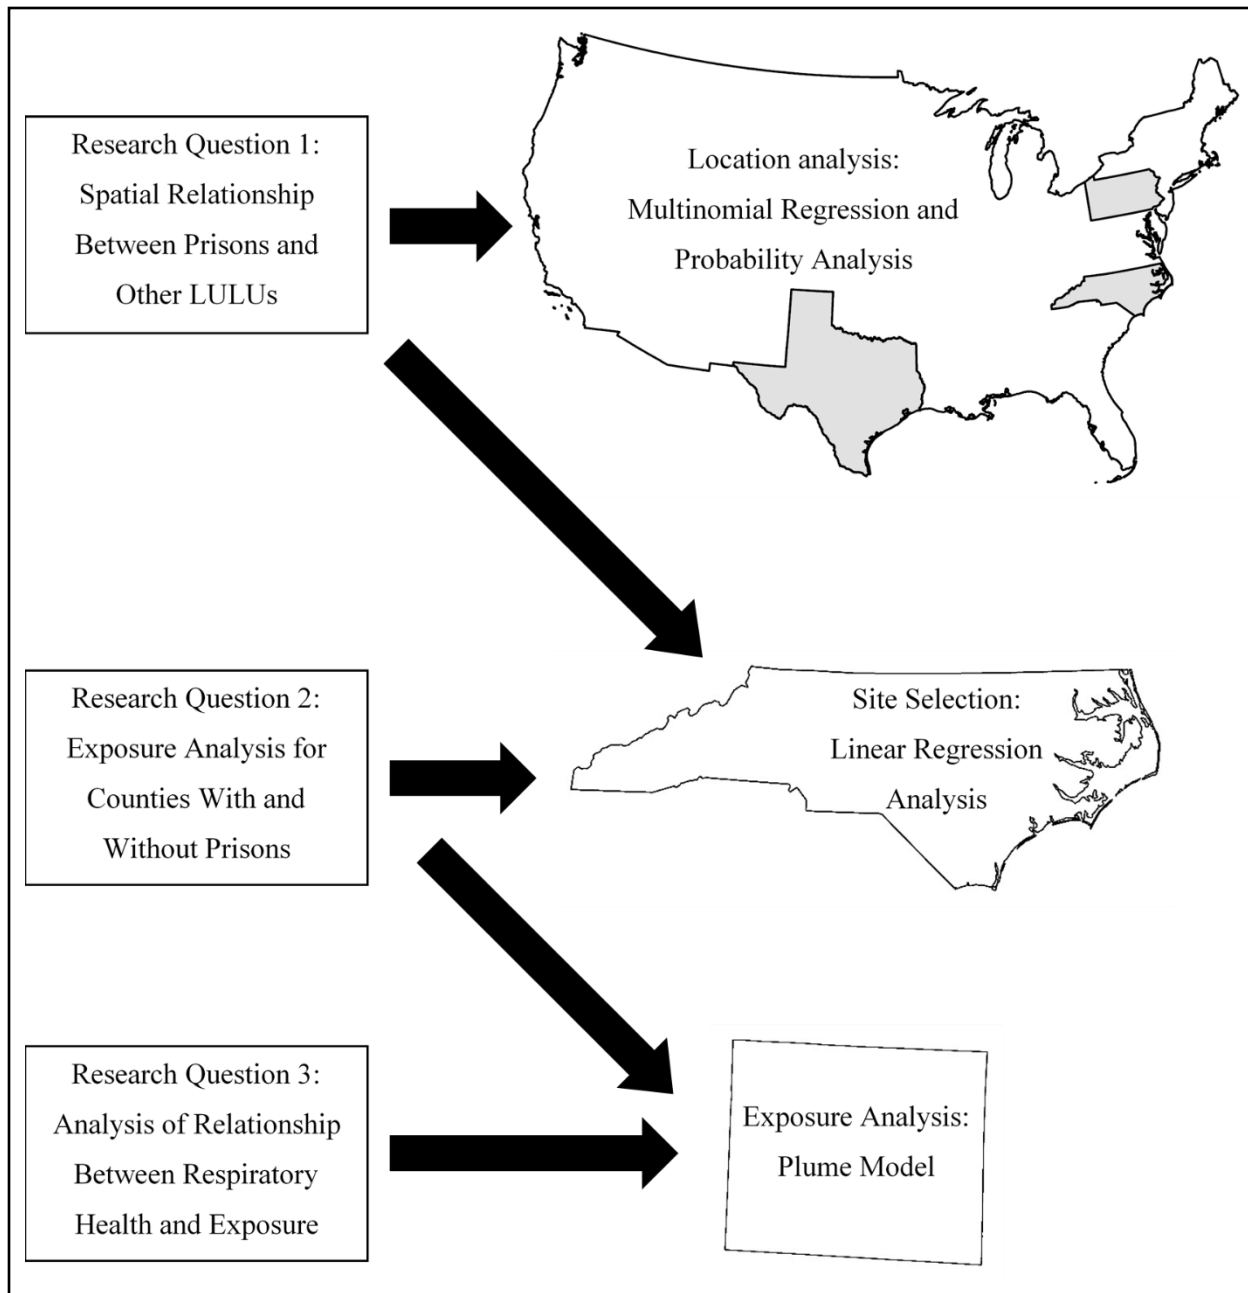 Research Question 1:
Spatial Relationship
Between Prisons and
Other LULUs
Location analysis:
Multinomial Regression and
Probability Analysis
Research Question 2:
Exposure Analysis for
Counties With and
Without Prisons
Site Selection:
Linear Regression
Analysis
Research Question 3:
Analysis of Relationship
Between Respiratory
Health and Exposure
Exposure Analysis:
Plume Model